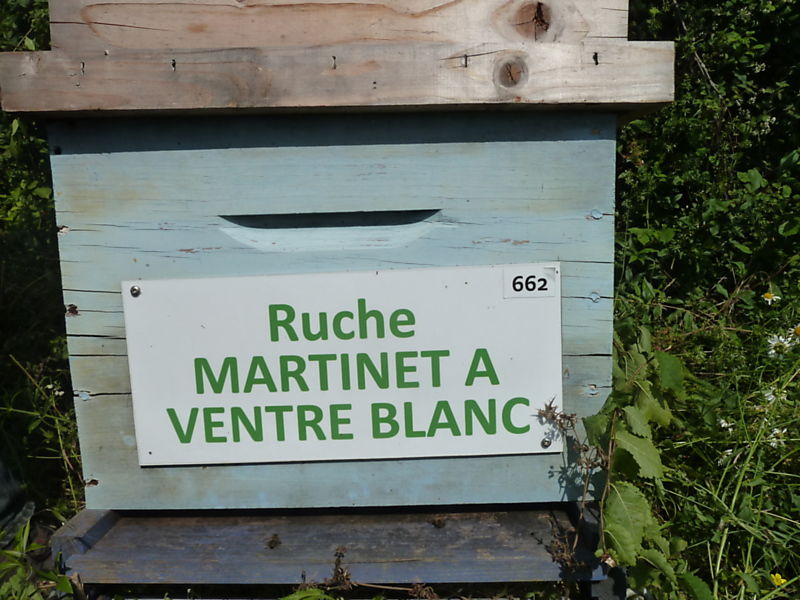 662
Ruche
MARTINET A
VENTRE BLANC